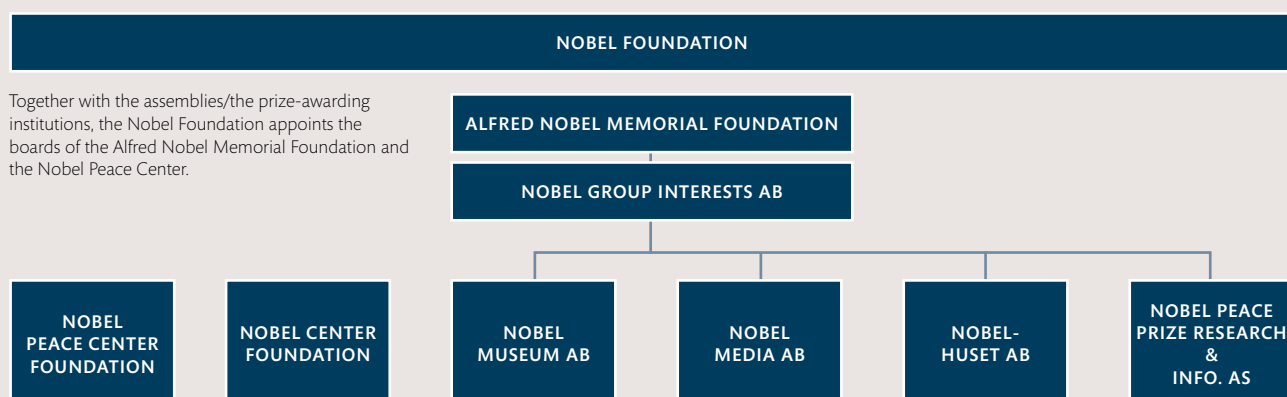 NOBEL FOUNDATION
Together with the assemblies/the prize-awarding
institutions, the Nobel Foundation appoints the
boards of the Alfred Nobel Memorial Foundation and
the Nobel Peace Center.
ALFRED NOBEL MEMORIAL FOUNDATION
NOBEL GROUP INTERESTS AB
NOBEL
PEACE CENTER
FOUNDATION
NOBEL CENTER
FOUNDATION
NOBEL
MUSEUM AB
NOBEL
MEDIA AB
NOBEL-
HUSET AB
NOBEL PEACE
PRIZE RESEARCH
&
INFO. AS